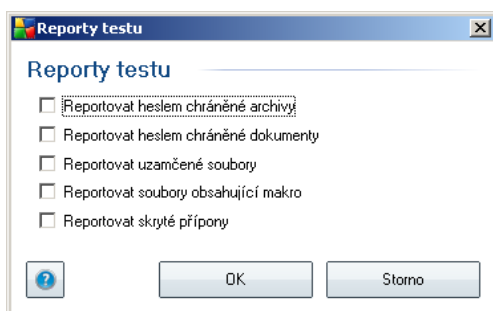 Reporty testu
Reporty testu
Reportovat heslem chráněné archivy
Reportovat heslem chráněné dokumenty
Reportovat uzamčené soubory
Reportovat soubory obsahující makro
Reportovat skryté přípony
? OK Storno